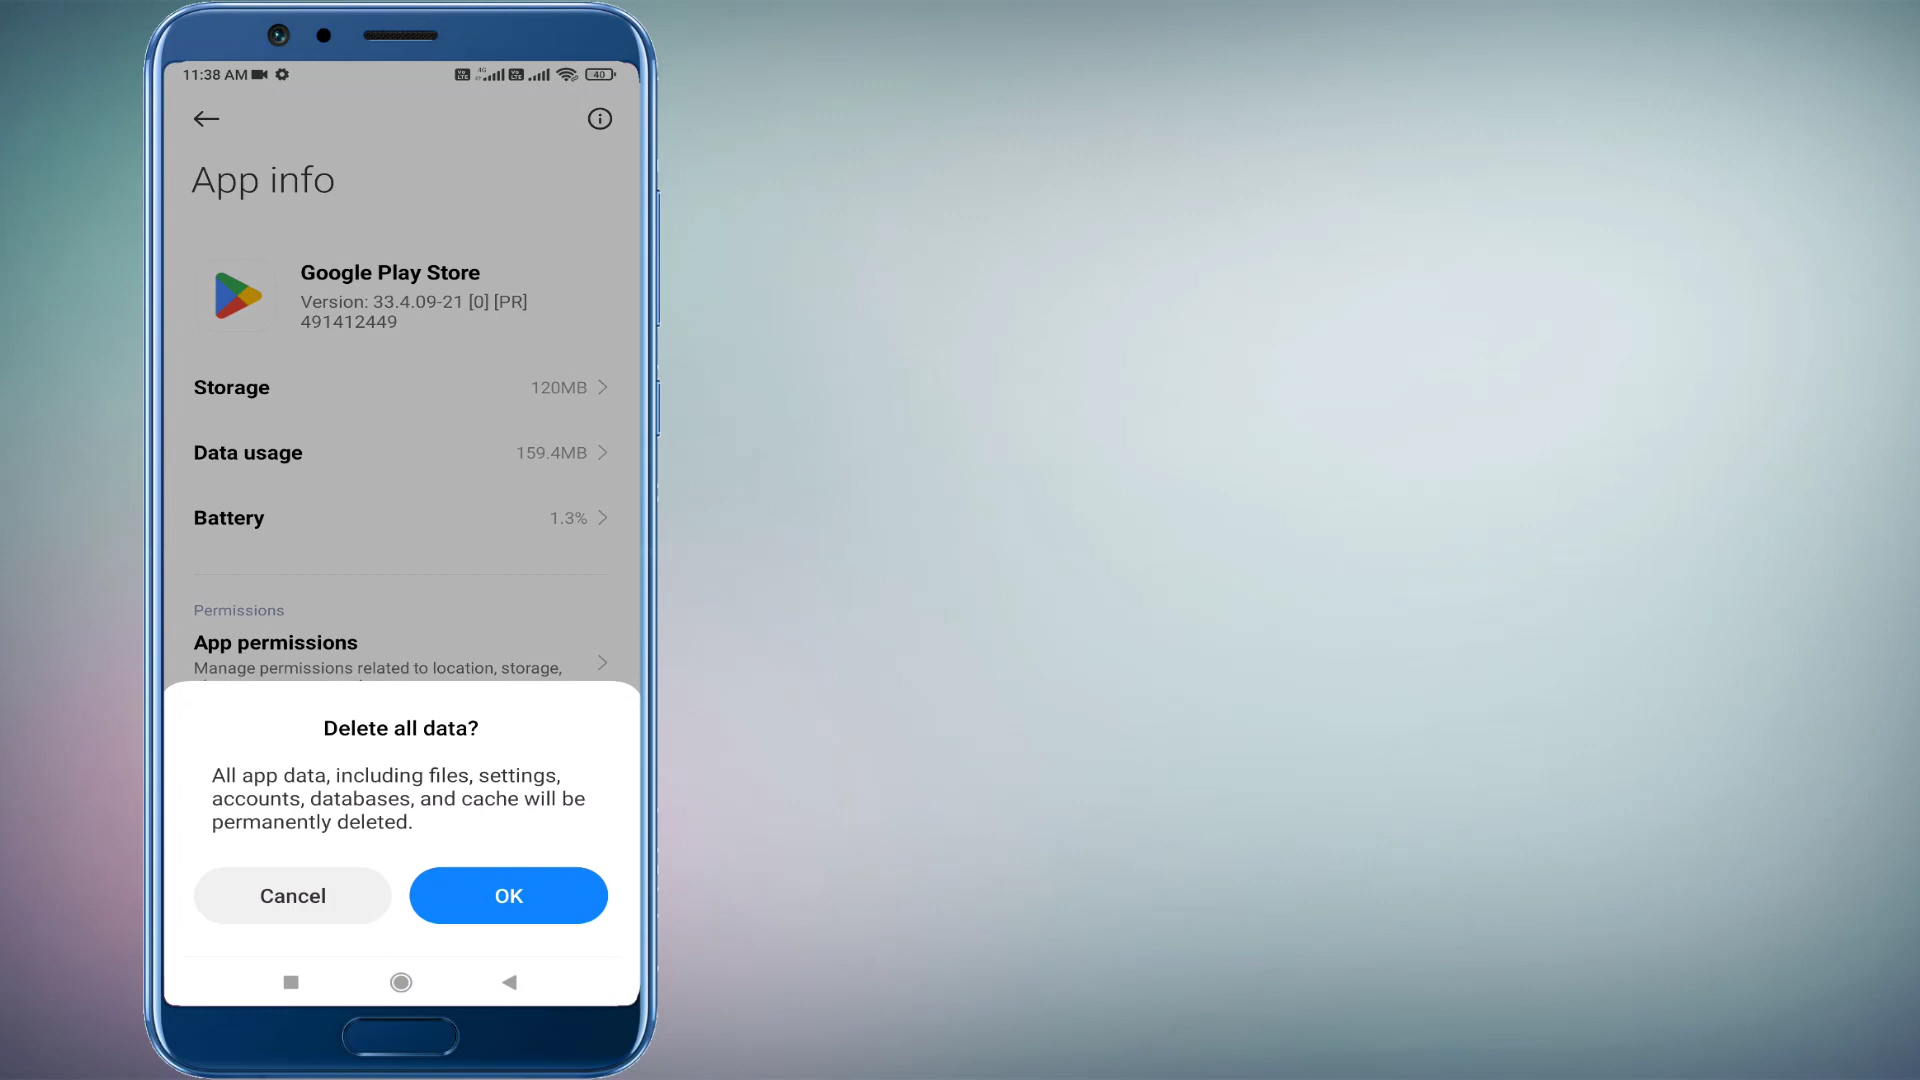 11:38 AM
40
App info
Google Play Store
Version: 33.4.09-21 [0] [PR]
491412449
Storage 120MB
Data usage 159.4MB
Battery 1.3%
Permissions
App permissions
Manage permissions related to location, storage,
Delete all data?
All app data, including files, settings,
accounts, databases, and cache will be
permanently deleted.
Cancel OK